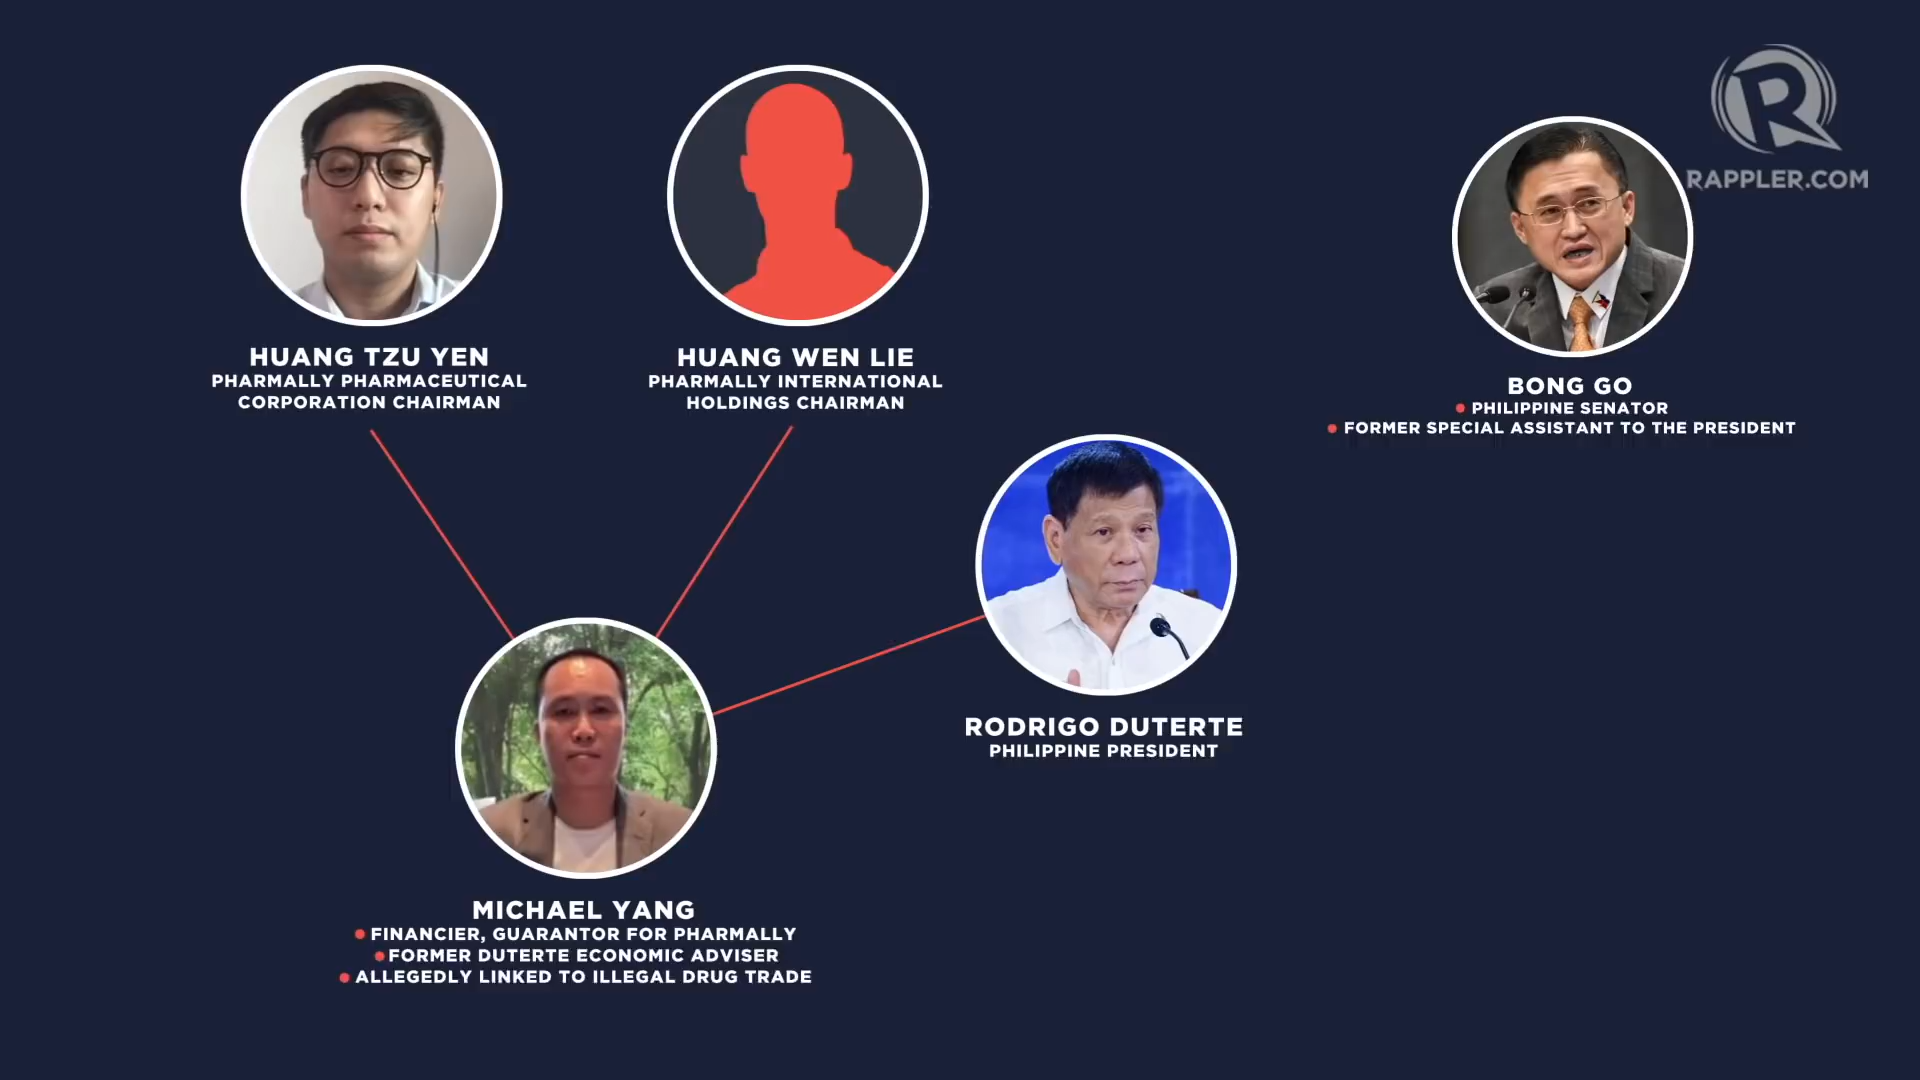 RAPPLER.COM
HUANG TZU YEN
PHARMALLY PHARMACEUTICAL
CORPORATION CHAIRMAN
HUANG WEN LIE
PHARMALLY INTERNATIONAL
HOLDINGS CHAIRMAN
BONG GO
PHILIPPINE SENATOR
FORMER SPECIAL ASSISTANT TO THE PRESIDENT
RODRIGO DUTERTE
PHILIPPINE PRESIDENT
MICHAEL YANG
FINANCIER, GUARANTOR FOR PHARMALLY
FORMER DUTERTE ECONOMIC ADVISER
ALLEGEDLY LINKED TO ILLEGAL DRUG TRADE